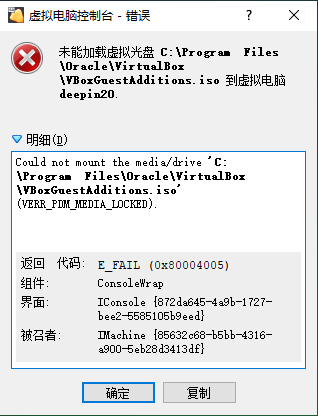 虚拟电脑控制台 - 错误
未能加载虚拟光盘 C:\Program Files
\Oracle\VirtualBox
\VBoxGuestAdditions.iso 到虚拟电脑
deepin20.
明细(D)
Could not mount the media/drive 'C:
\Program Files\Oracle\VirtualBox
\VBoxGuestAdditions.iso'
(VERR_PDM_MEDIA_LOCKED).
返回 代码: E_FAIL (0x80004005)
组件: ConsoleWrap
界面: IConsole {872da645-4a9b-1727-
bee2-5585105b9eed}
被召者: IMachine {85632c68-b5bb-4316-
a900-5eb28d3413df}
确定 复制